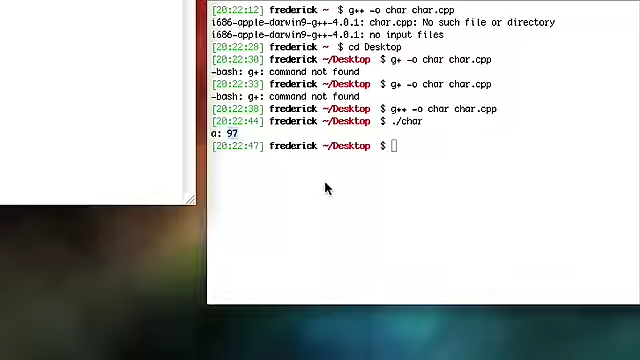 [20:22:12] frederick ~ $ g++ -o char char.cpp
i686-apple-darwin9-g++-4.0.1: char.cpp: No such file or directory
i686-apple-darwin9-g++-4.0.1: no input files
[20:22:28] frederick ~ $ cd Desktop
[20:22:30] frederick ~/Desktop $ g+ -o char char.cpp
-bash: g+: command not found
[20:22:33] frederick ~/Desktop $ g+ -o char char.cpp
-bash: g+: command not found
[20:22:38] frederick ~/Desktop $ g++ -o char char.cpp
[20:22:44] frederick ~/Desktop $ ./char
a: 97
[20:22:47] frederick ~/Desktop $